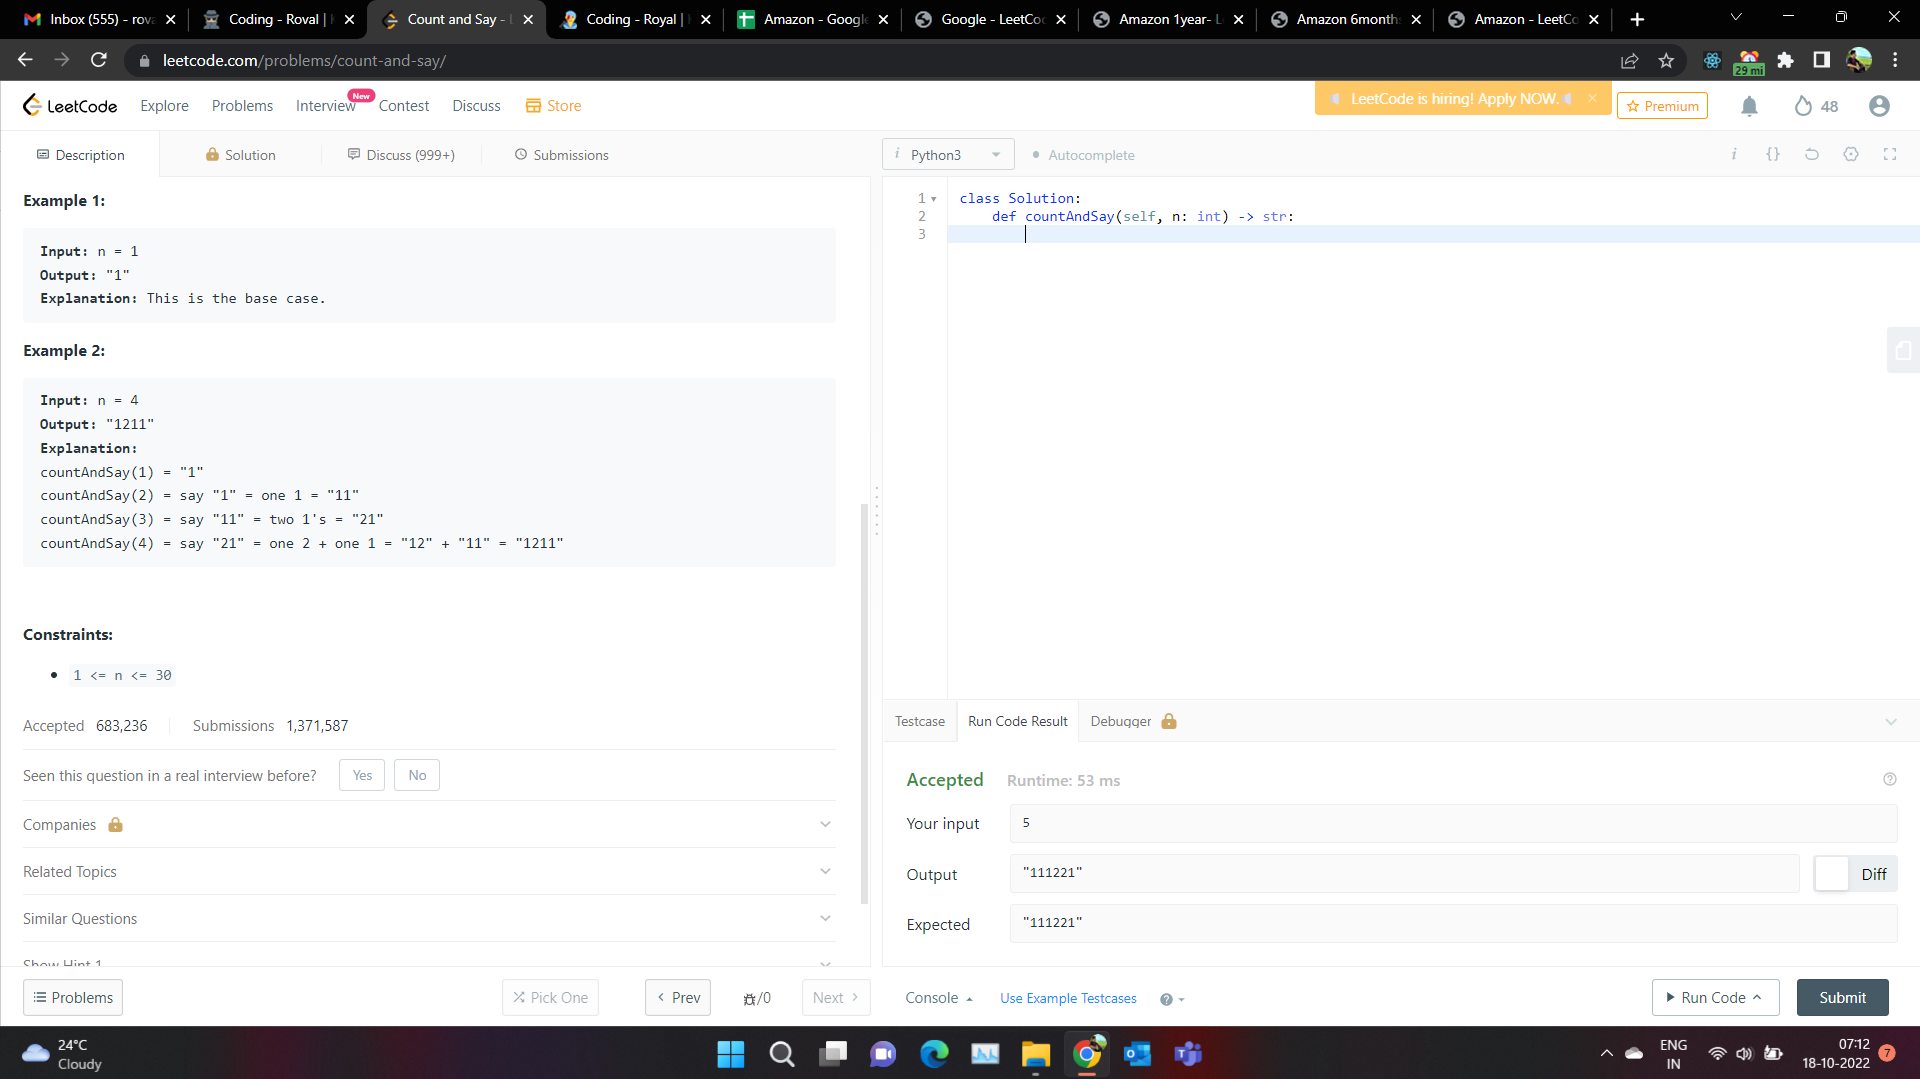 Inbox (555) - rova
Coding - Roval |
Count and Say - L
Coding - Royal |
Amazon - Google
Google - LeetCoc
Amazon 1year- L
Amazon 6month
Amazon - LeetCo
leetcode.com/problems/count-and-say/
29 mi
LeetCode
Explore
Problems
Interview
New
Contest
Discuss
Store
LeetCode is hiring! Apply NOW.
Premium
48
Description
Solution
Discuss (999+)
Submissions
i Python3
Autocomplete
i {}
Example 1:
Input: n = 1
Output: "1"
Explanation: This is the base case.
Example 2:
Input: n = 4
Output: "1211"
Explanation:
countAndSay(1) = "1"
countAndSay(2) = say "1" = one 1 = "11"
countAndSay(3) = say "11" = two 1's = "21"
countAndSay(4) = say "21" = one 2 + one 1 = "12" + "11" = "1211"
Constraints:
1 <= n <= 30
Accepted 683,236 Submissions 1,371,587
Seen this question in a real interview before? Yes No
Companies
Related Topics
Similar Questions
Show Hint 1
Problems
Pick One
Prev
/0
Next
1 class Solution:
2 def countAndSay(self, n: int) -> str:
3
Testcase
Run Code Result
Debugger
Accepted Runtime: 53 ms
Your input 5
Output "111221" Diff
Expected "111221"
Console
Use Example Testcases
Run Code
Submit
24°C
Cloudy
ENG
IN
07:12
18-10-2022
7